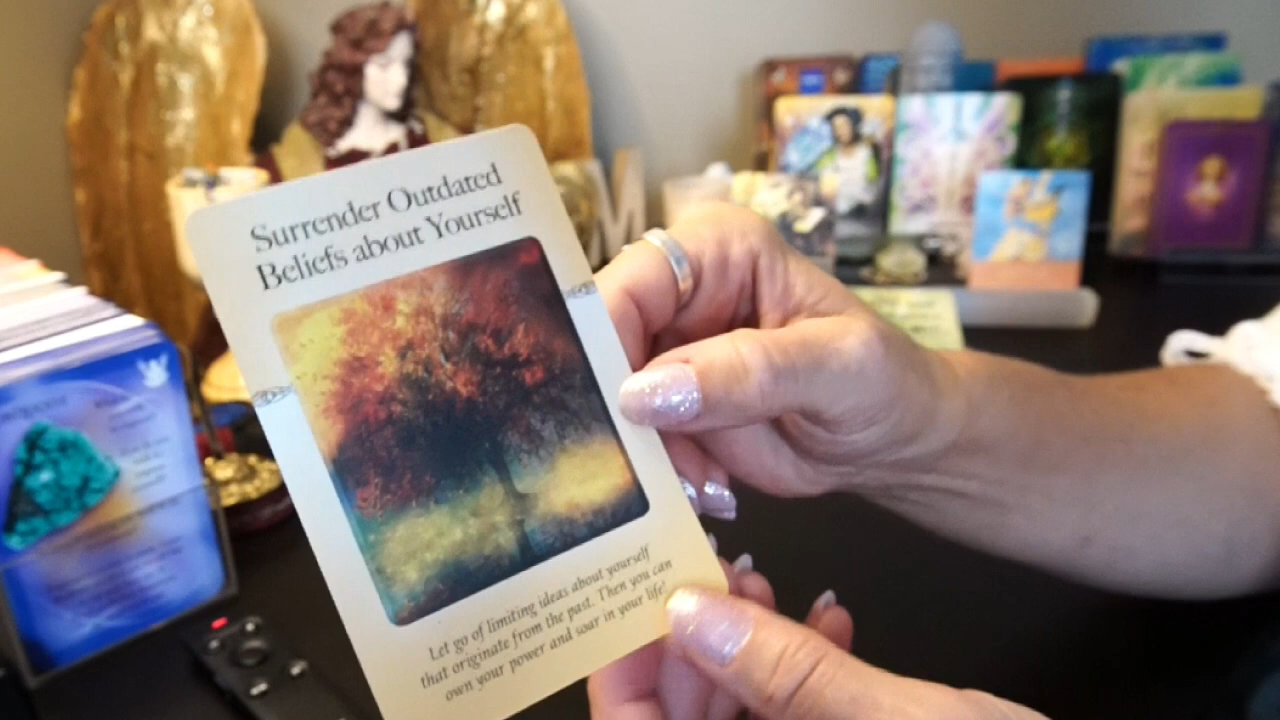 Surrender Outdated
Beliefs about Yourself
Let go of limiting ideas about yourself
that originate from the past. Then you can
own your power and soar in your life!
M